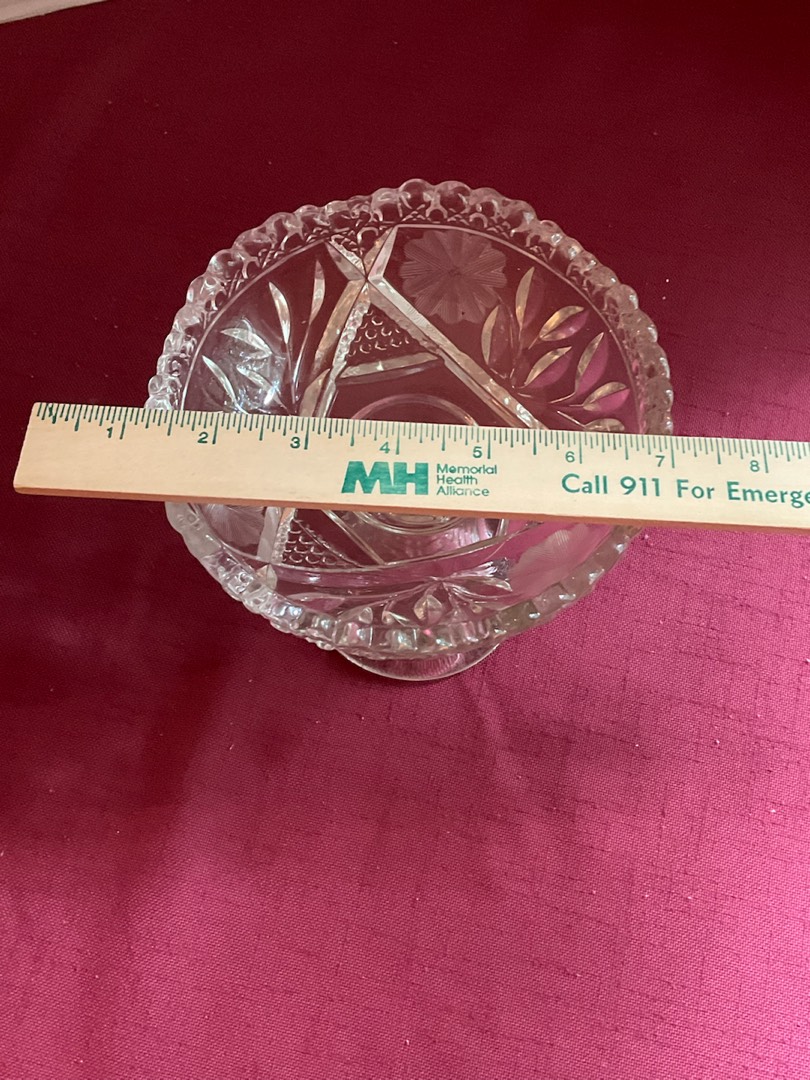 1 2 3 4 5 6 7 8
MH Memorial
Health
Alliance
Call 911 For Emerge